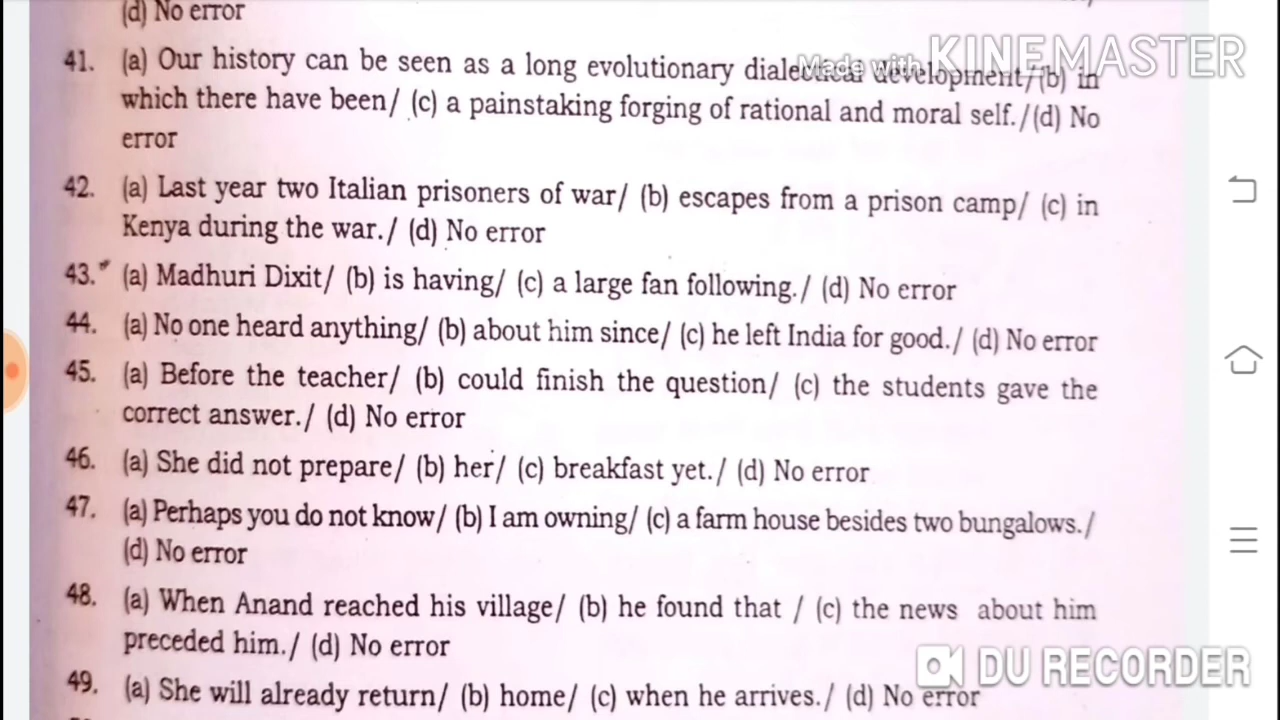 (d) No error
41. (a) Our history can be seen as a long evolutionary dialectical development/(b) in
which there have been/ (c) a painstaking forging of rational and moral self./(d) No
error
42. (a) Last year two Italian prisoners of war/ (b) escapes from a prison camp/ (c) in
Kenya during the war./ (d) No error
43. (a) Madhuri Dixit/ (b) is having/ (c) a large fan following./ (d) No error
44. (a) No one heard anything/ (b) about him since/ (c) he left India for good./ (d) No error
45. (a) Before the teacher/ (b) could finish the question/ (c) the students gave the
correct answer./ (d) No error
46. (a) She did not prepare/ (b) her/ (c) breakfast yet./ (d) No error
47. (a) Perhaps you do not know/ (b) I am owning/ (c) a farm house besides two bungalows./
(d) No error
48. (a) When Anand reached his village/ (b) he found that / (c) the news about him
preceded him./ (d) No error
49. (a) She will already return/ (b) home/ (c) when he arrives./ (d) No error
Made with KINEMASTER
DU RECORDER